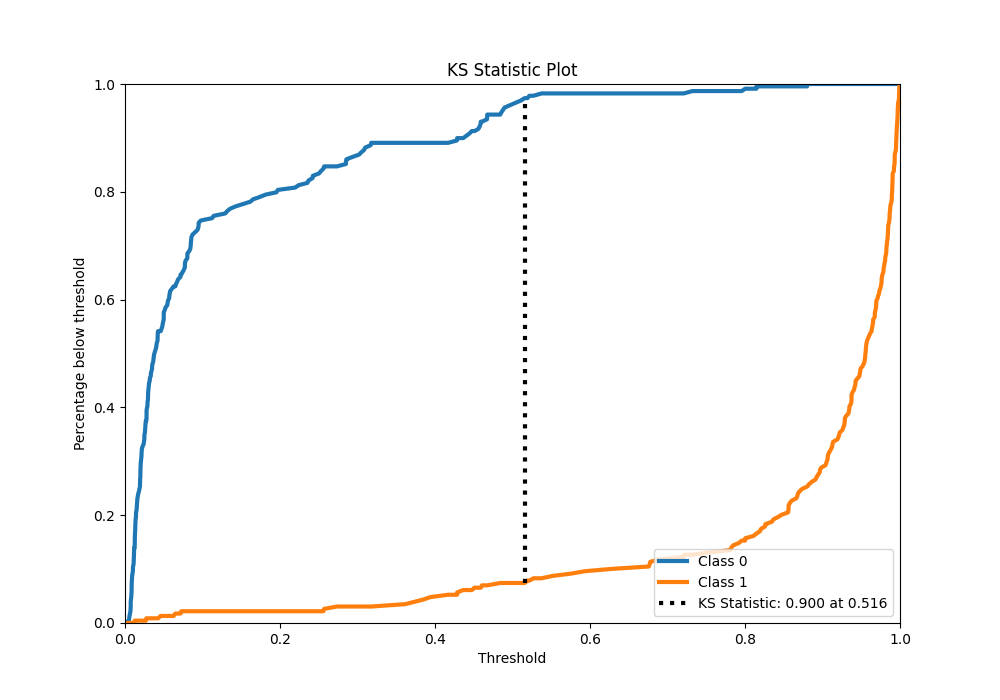 KS Statistic Plot
1.0
0.8
0.6
0.4
0.2
0.0
Percentage below threshold
0.0 0.2 0.4 0.6 0.8 1.0
Threshold
Class 0
Class 1
KS Statistic: 0.900 at 0.516